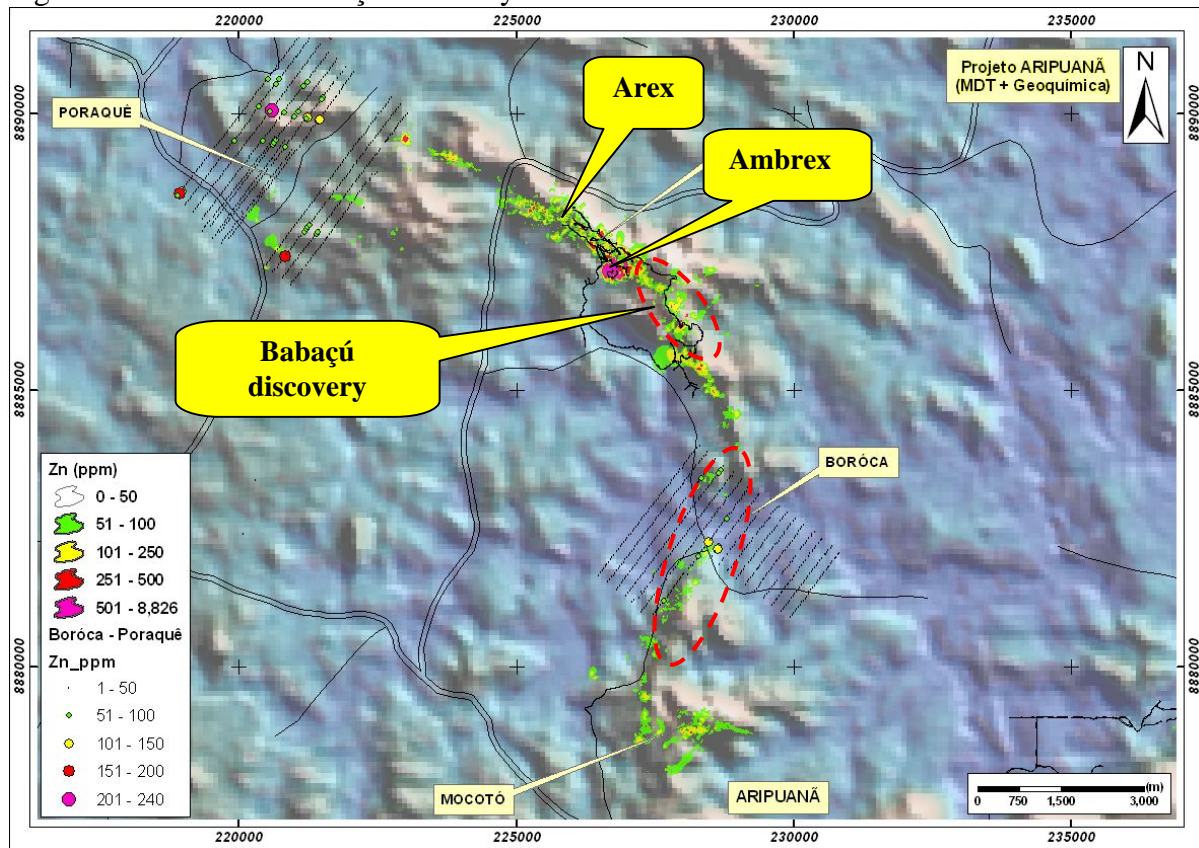 220000
225000
230000
235000
Projeto ARIPUANÃ
(MDT + Geoquímica)
N
Arex
PORAQUÊ
8890000
8890000
Ambrex
Babaçú
discovery
8885000
8885000
BORÓCA
Zn (ppm)
0 - 50
51 - 100
101 - 250
251 - 500
501 - 8,826
Boróca - Poraquê
Zn_ppm
1 - 50
51 - 100
101 - 150
151 - 200
201 - 240
8880000
8880000
MOCOTÓ
ARIPUANÃ
(m)
0 750 1,500 3,000
220000
225000
230000
235000